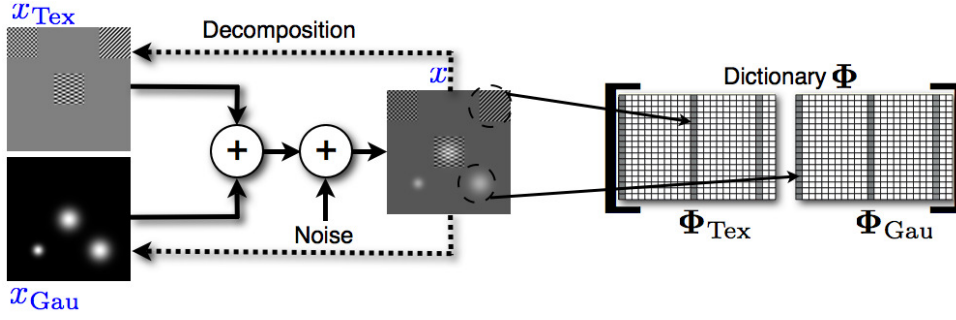 x_Tex
Decomposition
x
Dictionary Φ
+
+
Noise
Φ_Tex
Φ_Gau
x_Gau